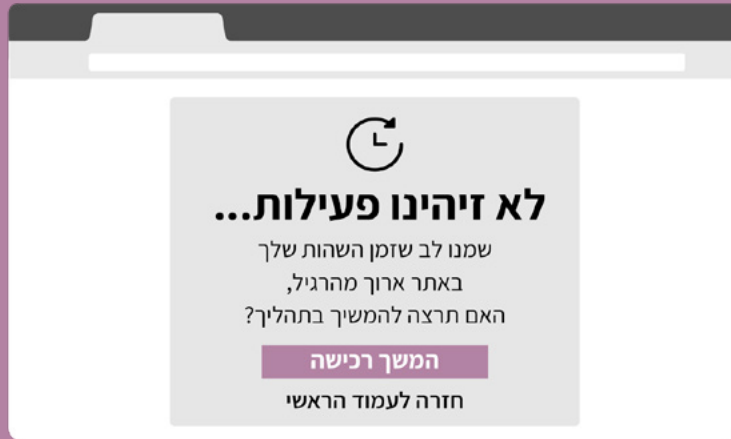 לא זיהינו פעילות...
שמנו לב שזמן השהות שלך
באתר ארוך מהרגיל,
האם תרצה להמשיך בתהליך?
המשך רכישה
חזרה לעמוד הראשי